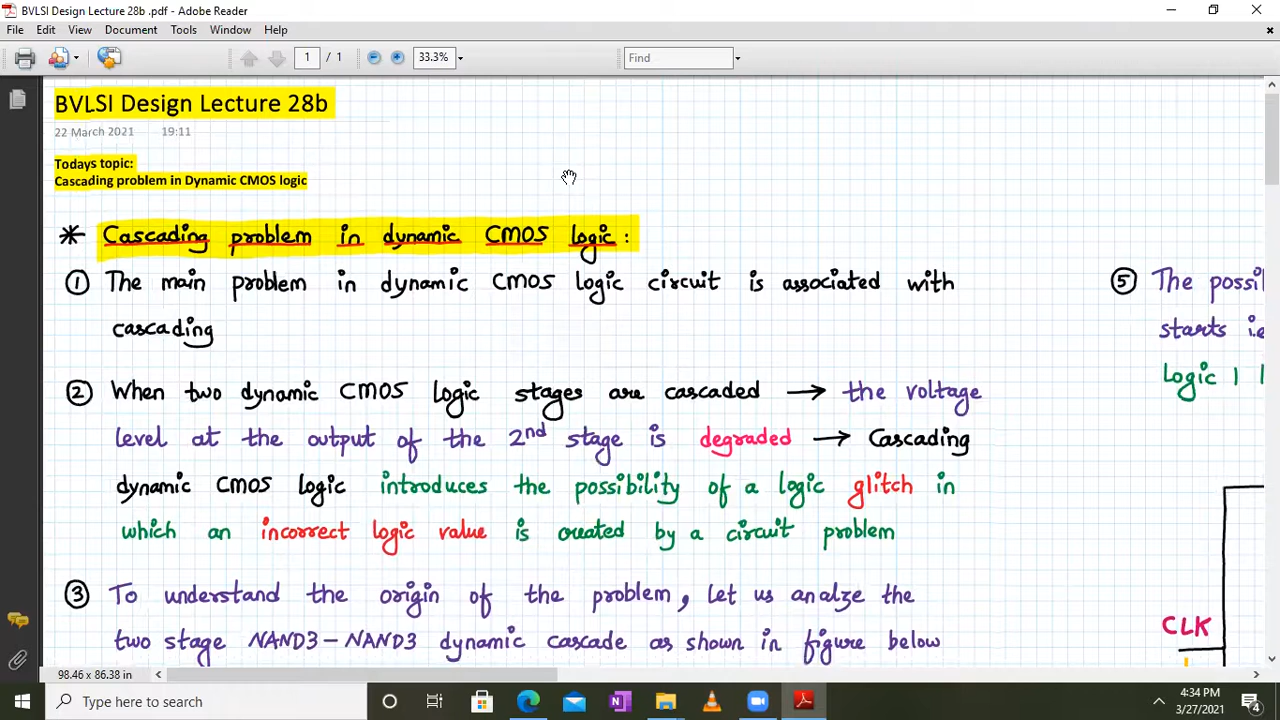 BVLSI Design Lecture 28b .pdf - Adobe Reader
File Edit View Document Tools Window Help
1 / 1 33.3% Find
BVLSI Design Lecture 28b
22 March 2021 19:11
Todays topic:
Cascading problem in Dynamic CMOS logic
* Cascading problem in dynamic CMOS logic :
① The main problem in dynamic CMOS logic circuit is associated with
cascading
② When two dynamic CMOS logic stages are cascaded → the voltage
level at the output of the 2nd stage is degraded → Cascading
dynamic CMOS logic introduces the possibility of a logic glitch in
which an incorrect logic value is created by a circuit problem
③ To understand the origin of the problem, let us analze the
two stage NAND3-NAND3 dynamic cascade as shown in figure below
⑤ The possi
starts i.e
Logic 1
CLK
98.46 x 86.38 in
Type here to search
4:34 PM
3/27/2021
4